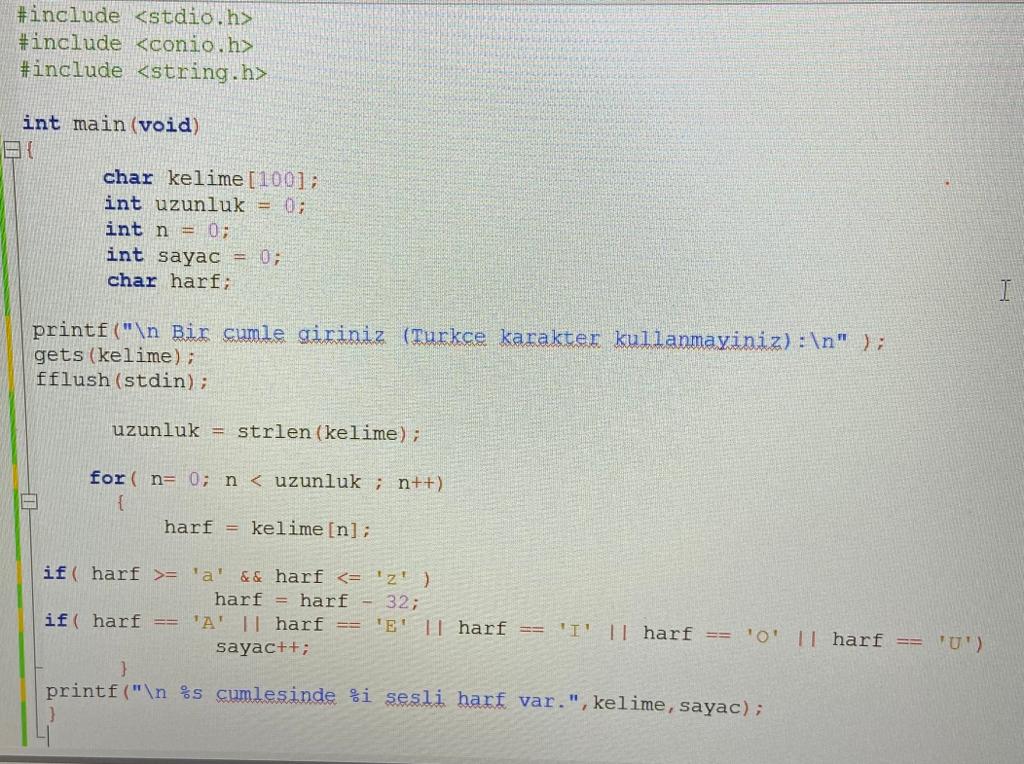 #include <stdio.h>
#include <conio.h>
#include <string.h>
int main(void)
{
char kelime[100];
int uzunluk = 0;
int n = 0;
int sayac = 0;
char harf;
printf("\n Bir cumle giriniz (Turkce karakter kullanmayiniz):\n" );
gets(kelime);
fflush(stdin);
uzunluk = strlen(kelime);
for( n= 0; n < uzunluk ; n++)
{
harf = kelime[n];
if( harf >= 'a' && harf <= 'z' )
harf = harf - 32;
if( harf == 'A' || harf == 'E' || harf == 'I' || harf == 'O' || harf == 'U')
sayac++;
}
printf("\n %s cumlesinde %i sesli harf var.",kelime,sayac);
}